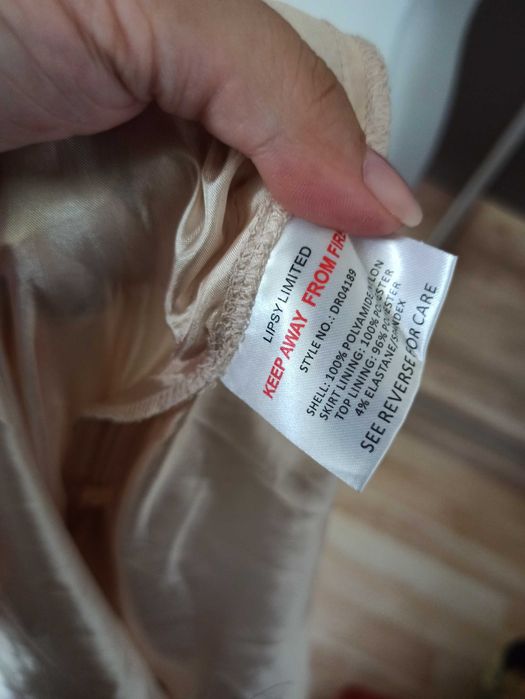 LIPSY LIMITED
KEEP AWAY FROM FIRE
STYLE NO.: DR04189
SHELL: 100% POLYAMIDE/NYLON
SKIRT LINING: 100% POLYESTER
TOP LINING: 96% POLYESTER
4% ELASTANE/SPANDEX
SEE REVERSE FOR CARE